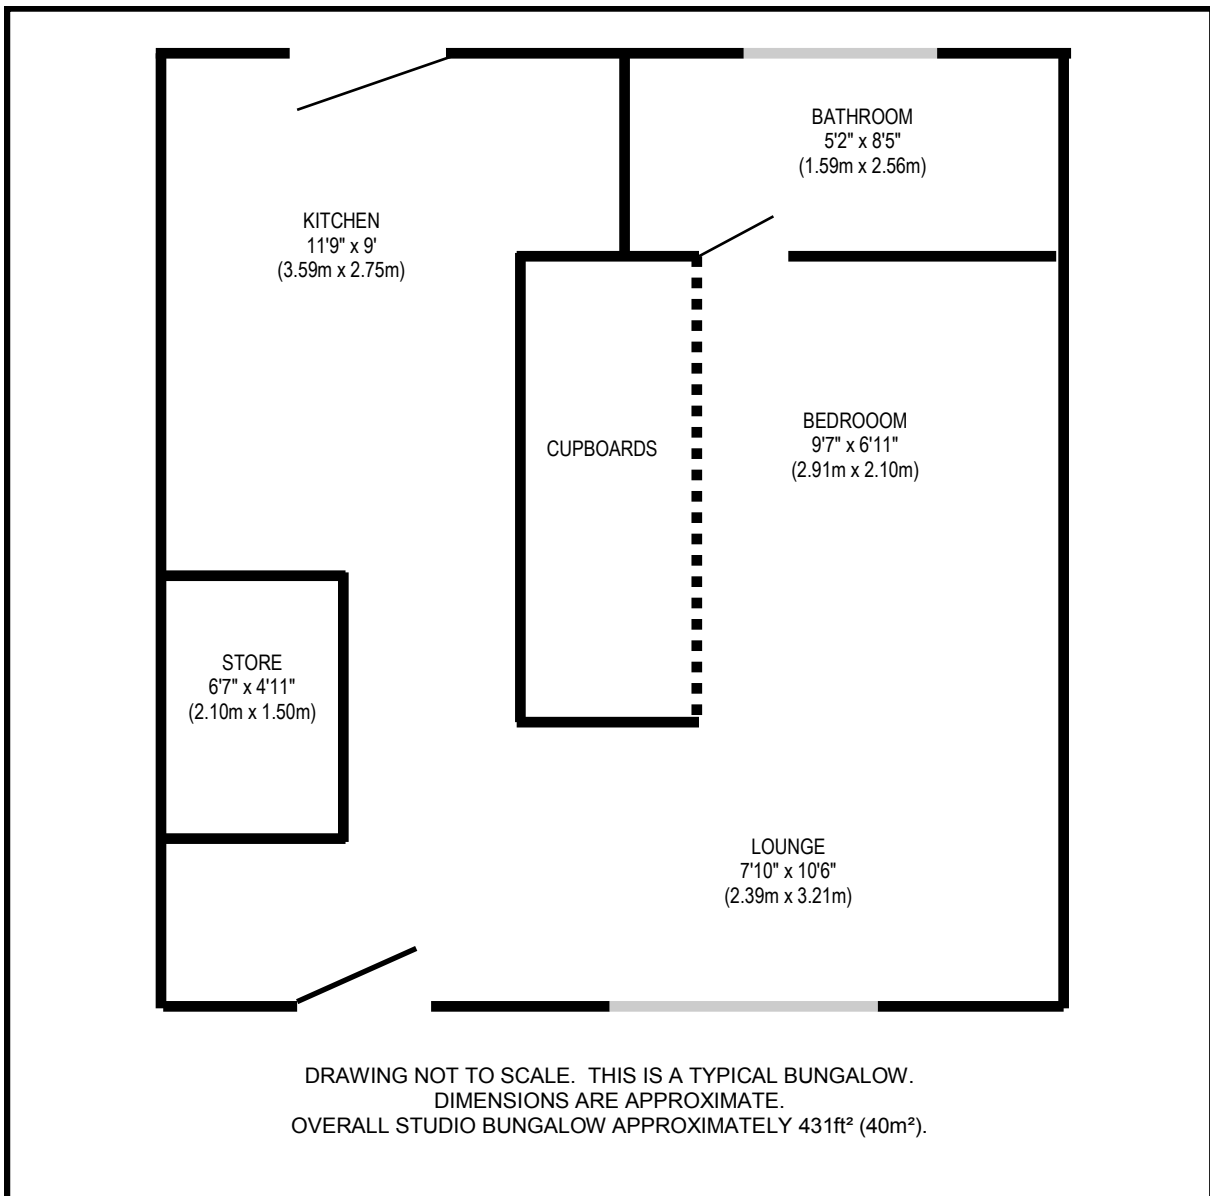 BATHROOM
5'2" x 8'5"
(1.59m x 2.56m)
KITCHEN
11'9" x 9'
(3.59m x 2.75m)
CUPBOARDS
BEDROOOM
9'7" x 6'11"
(2.91m x 2.10m)
STORE
6'7" x 4'11"
(2.10m x 1.50m)
LOUNGE
7'10" x 10'6"
(2.39m x 3.21m)
DRAWING NOT TO SCALE.  THIS IS A TYPICAL BUNGALOW.
DIMENSIONS ARE APPROXIMATE.
OVERALL STUDIO BUNGALOW APPROXIMATELY 431ft² (40m²).